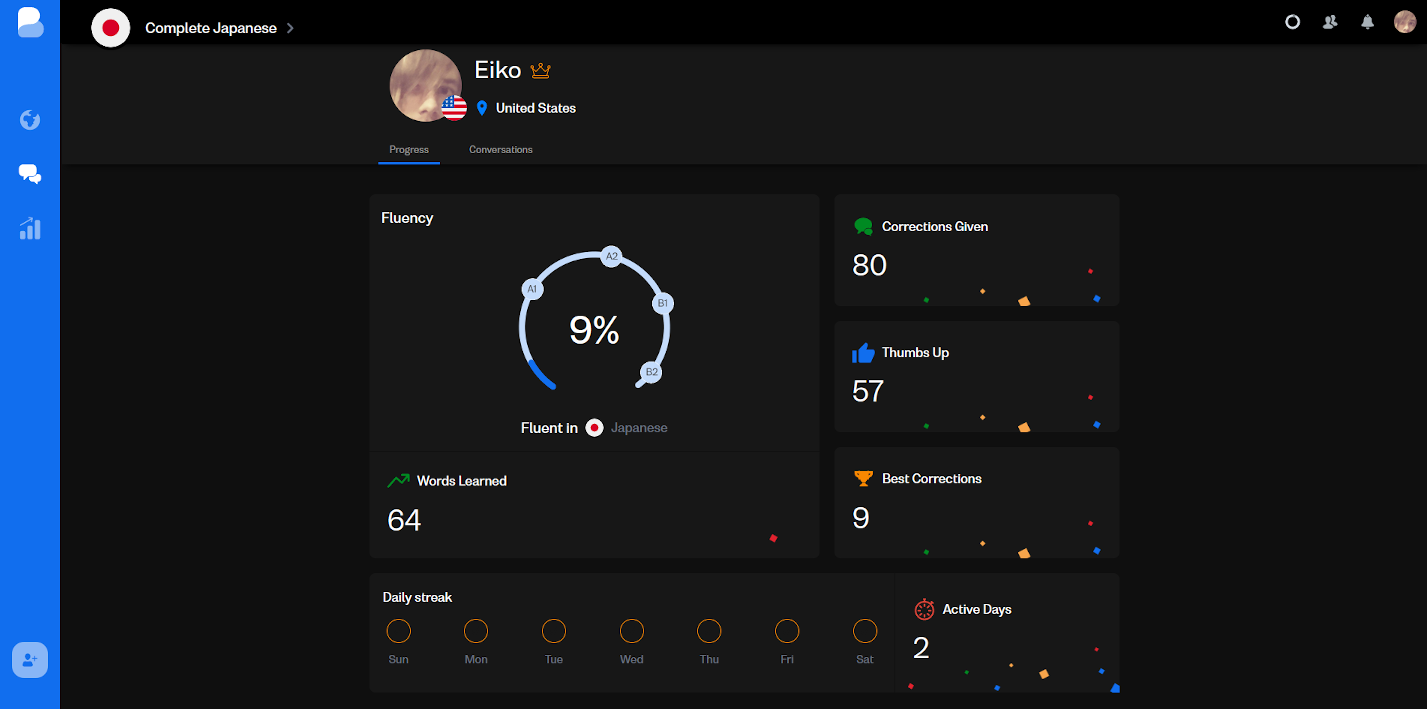 Complete Japanese
Eiko
United States
Progress Conversations
Fluency
A1
A2
B1
B2
9%
Fluent in Japanese
Words Learned
64
Corrections Given
80
Thumbs Up
57
Best Corrections
9
Daily streak
Sun Mon Tue Wed Thu Fri Sat
Active Days
2